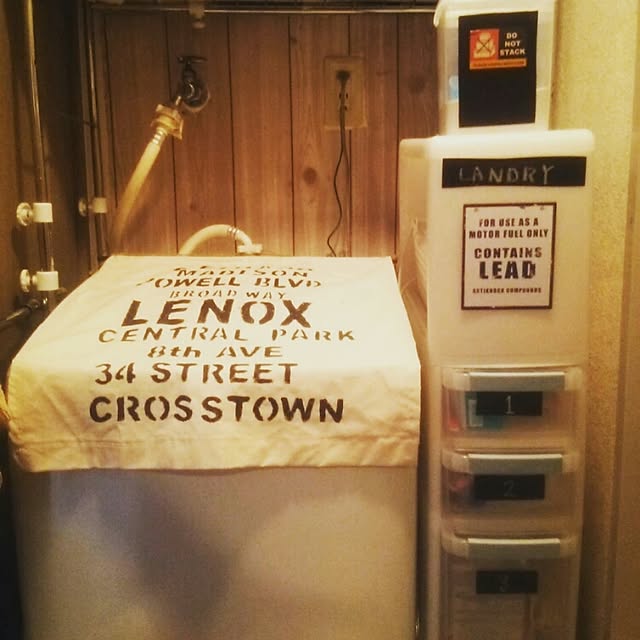 DO
NOT
STACK
LANDRY
FOR USE AS A
MOTOR FUEL ONLY
CONTAINS
LEAD
MADISON
POWELL BLVD
BROADWAY
LENOX
CENTRAL PARK
8th AVE
34 STREET
CROSSTOWN
1
2
3